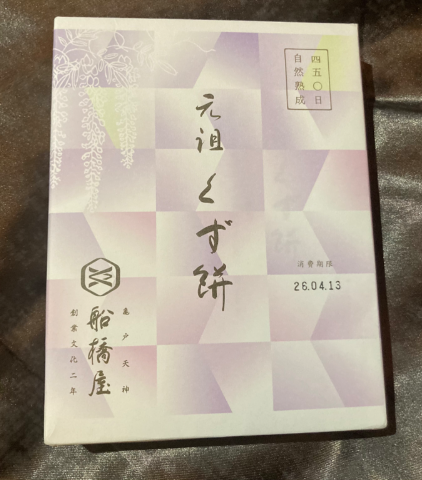 四五〇日
自然熟成
元祖くず餅
消費期限
26.04.13
亀戸天神
船橋屋
創業文化二年